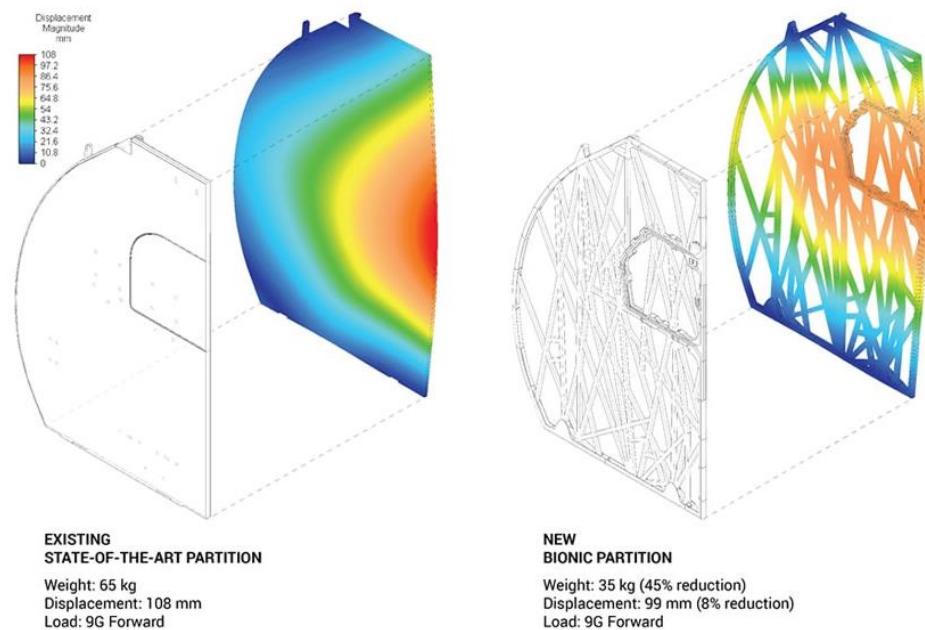 Displacement
Magnitude
mm
108
97.2
86.4
75.6
64.8
54
43.2
32.4
21.6
10.8
0
EXISTING
STATE-OF-THE-ART PARTITION
Weight: 65 kg
Displacement: 108 mm
Load: 9G Forward
NEW
BIONIC PARTITION
Weight: 35 kg (45% reduction)
Displacement: 99 mm (8% reduction)
Load: 9G Forward